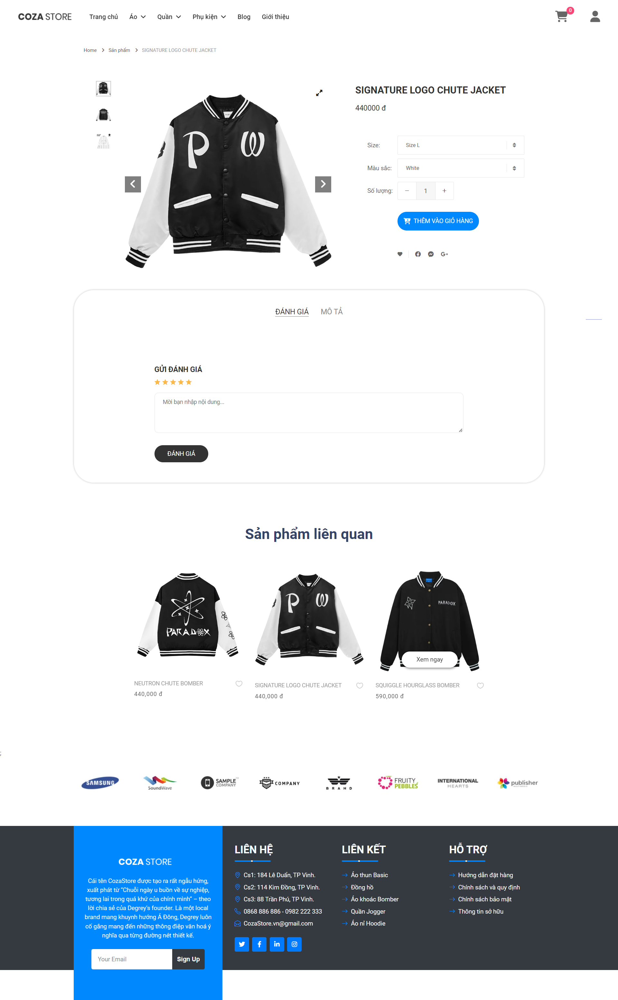 COZA STORE
Trang chủ
Áo
Quần
Phụ kiện
Blog
Giới thiệu
0
Home
Sản phẩm
SIGNATURE LOGO CHUTE JACKET
P W
SIGNATURE LOGO CHUTE JACKET
440000 đ
Size:
Size L
Màu sắc:
White
Số lượng:
− 1 +
THÊM VÀO GIỎ HÀNG
G+
ĐÁNH GIÁ
MÔ TẢ
GỬI ĐÁNH GIÁ
Mời bạn nhập nội dung...
ĐÁNH GIÁ
Sản phẩm liên quan
PARADOX
P W
PARADOX
Xem ngay
NEUTRON CHUTE BOMBER
440,000 đ
SIGNATURE LOGO CHUTE JACKET
440,000 đ
SQUIGGLE HOURGLASS BOMBER
590,000 đ
;
SAMSUNG
SoundWave
SAMPLE
COMPANY
COMPANY
BRAND
FRUITY
PEBBLES
INTERNATIONAL
HEARTS
publisher
MULTIMEDIA
COZA STORE
Cái tên CozaStore được tạo ra rất ngẫu hứng,
xuất phát từ “Chuỗi ngày u buồn về sự nghiệp,
tương lai trong quá khứ của chính mình” – theo
lời chia sẻ của Degrey’s founder. Là một local
brand mang khuynh hướng Á Đông, Degrey luôn
cố gắng mang đến những thông điệp văn hoá ý
nghĩa qua từng đường nét thiết kế.
Your Email
Sign Up
LIÊN HỆ
Cs1: 184 Lê Duẩn, TP Vinh.
Cs2: 114 Kim Đồng, TP Vinh.
Cs3: 88 Trần Phú, TP Vinh.
0868 886 886 - 0982 222 333
CozaStore.vn@gmail.com
LIÊN KẾT
Áo thun Basic
Đồng hồ
Áo khoác Bomber
Quần Jogger
Áo nỉ Hoodie
HỖ TRỢ
Hướng dẫn đặt hàng
Chính sách và quy định
Chính sách bảo mật
Thông tin sở hữu